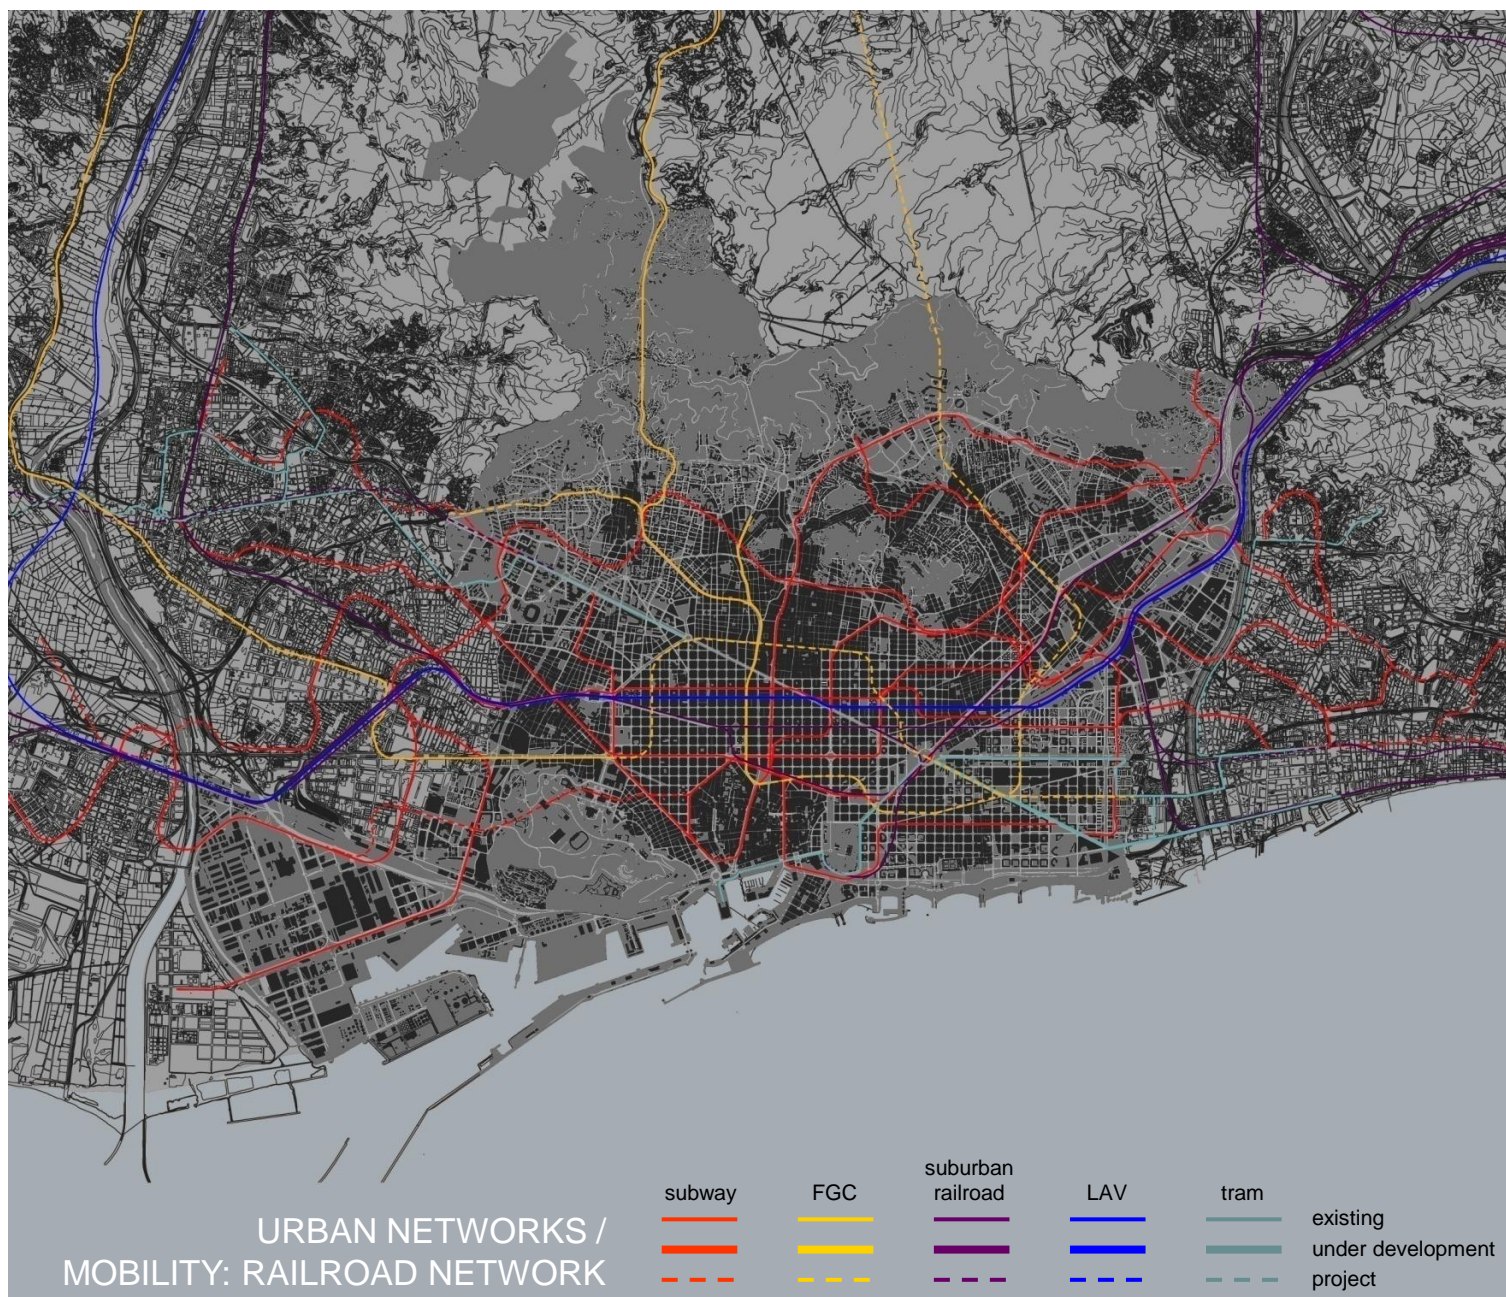 suburban
subway FGC railroad LAV tram
existing
under development
project
URBAN NETWORKS /
MOBILITY: RAILROAD NETWORK